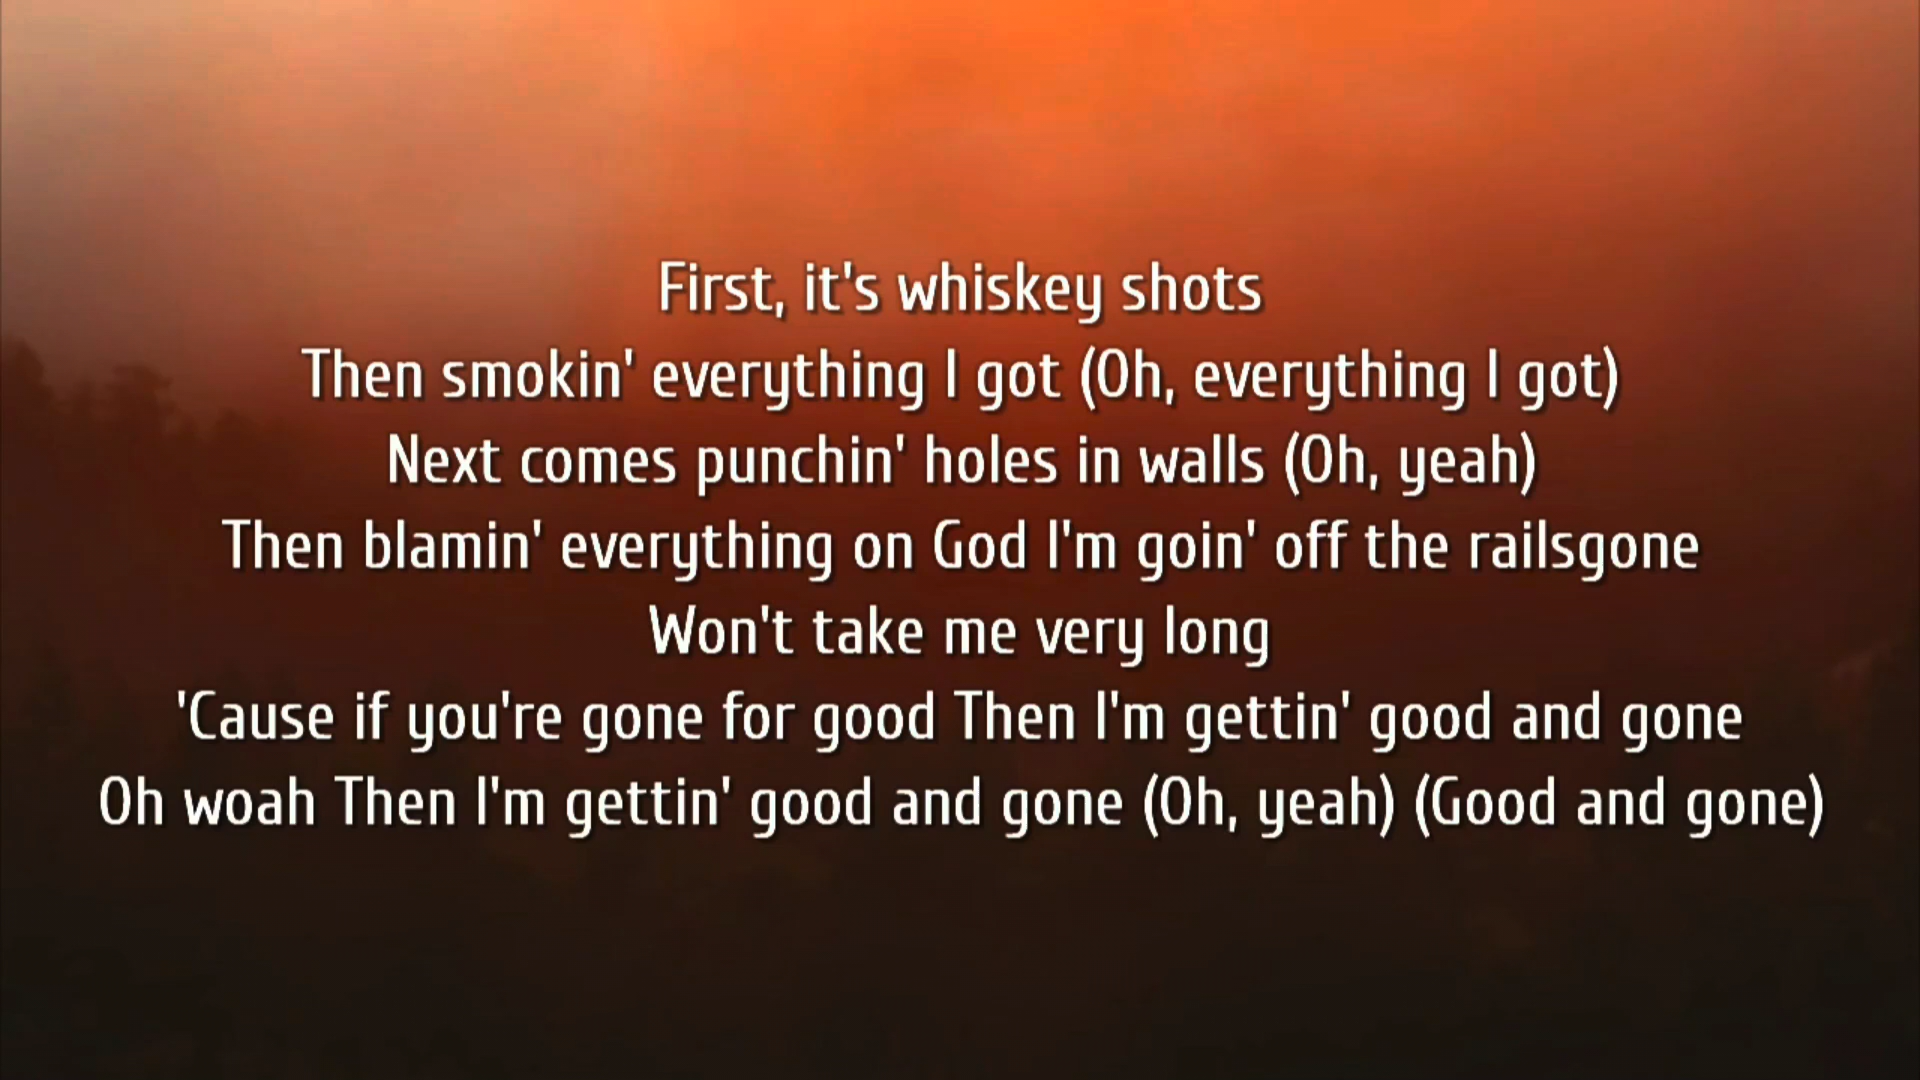 First, it's whiskey shots
Then smokin' everything I got (Oh, everything I got)
Next comes punchin' holes in walls (Oh, yeah)
Then blamin' everything on God I'm goin' off the railsgone
Won't take me very long
'Cause if you're gone for good Then I'm gettin' good and gone
Oh woah Then I'm gettin' good and gone (Oh, yeah) (Good and gone)